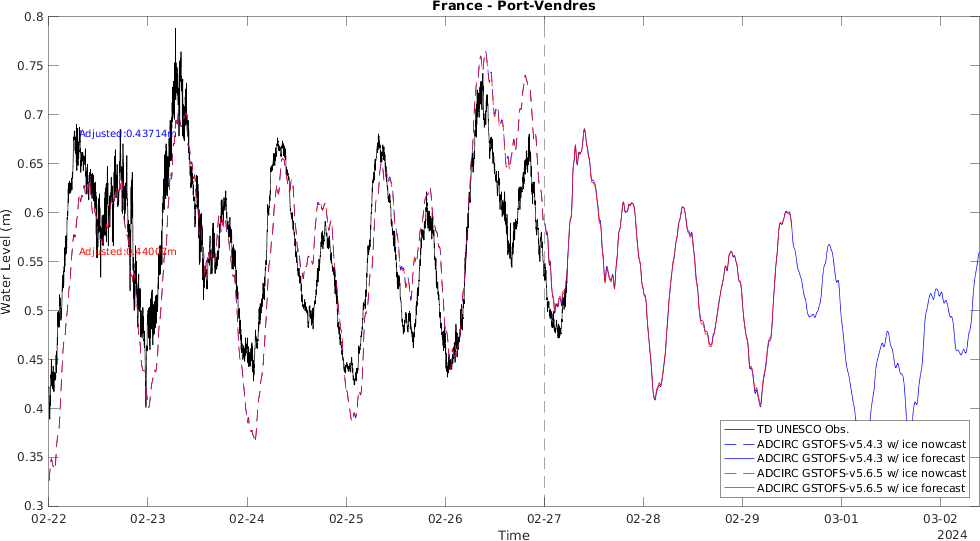 France - Port-Vendres
0.8
0.75
0.7
0.65
0.6
0.55
0.5
0.45
0.4
0.35
0.3
Water Level (m)
Adjusted:0.43714m
Adjusted:0.44007m
TD UNESCO Obs.
ADCIRC GSTOFS-v5.4.3 w/ ice nowcast
ADCIRC GSTOFS-v5.4.3 w/ ice forecast
ADCIRC GSTOFS-v5.6.5 w/ ice nowcast
ADCIRC GSTOFS-v5.6.5 w/ ice forecast
02-22 02-23 02-24 02-25 02-26 02-27 02-28 02-29 03-01 03-02
Time
2024